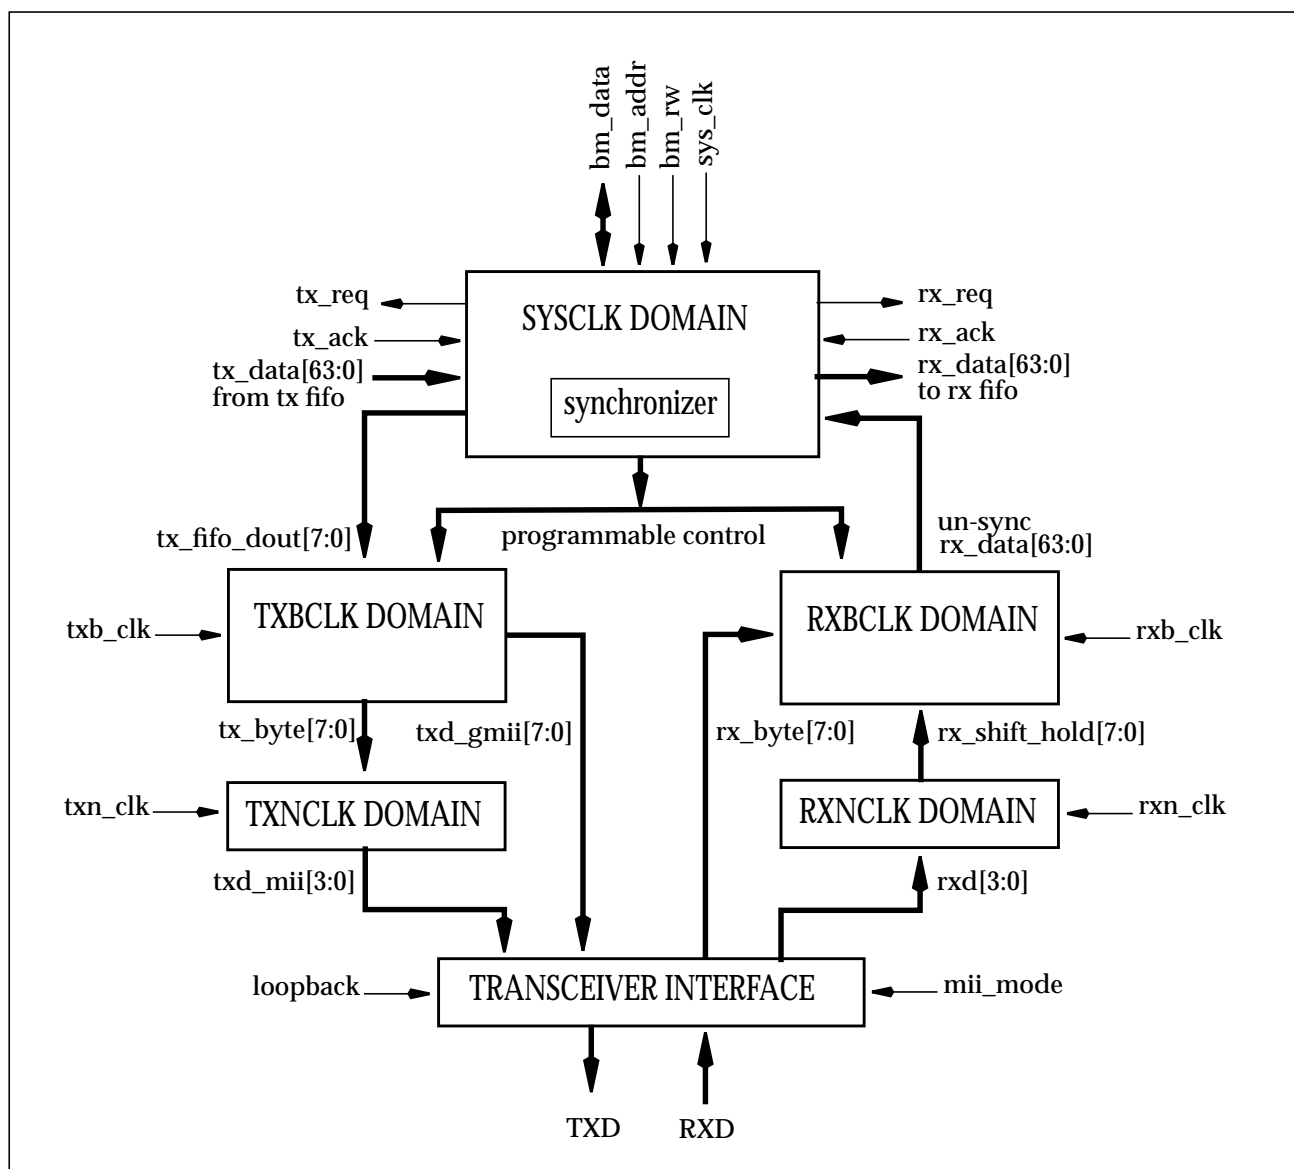 bm_data
bm_addr
bm_rw
sys_clk
tx_req
rx_req
SYSCLK DOMAIN
tx_ack
rx_ack
tx_data[63:0]
from tx fifo
rx_data[63:0]
to rx fifo
synchronizer
tx_fifo_dout[7:0]
programmable control
un-sync
rx_data[63:0]
TXBCLK DOMAIN
RXBCLK DOMAIN
txb_clk
rxb_clk
tx_byte[7:0]
txd_gmii[7:0]
rx_byte[7:0]
rx_shift_hold[7:0]
txn_clk
TXNCLK DOMAIN
RXNCLK DOMAIN
rxn_clk
txd_mii[3:0]
rxd[3:0]
loopback
TRANSCEIVER INTERFACE
mii_mode
TXD
RXD